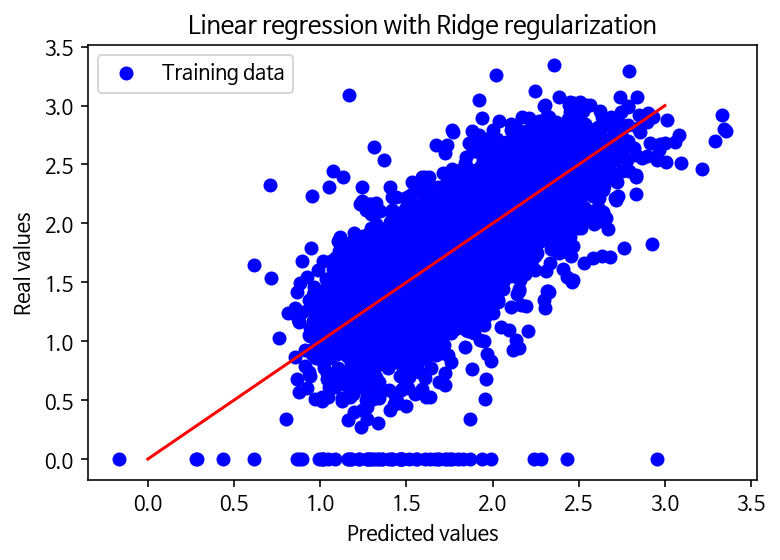 Linear regression with Ridge regularization
Training data
Real values
3.5
3.0
2.5
2.0
1.5
1.0
0.5
0.0
0.0 0.5 1.0 1.5 2.0 2.5 3.0 3.5
Predicted values